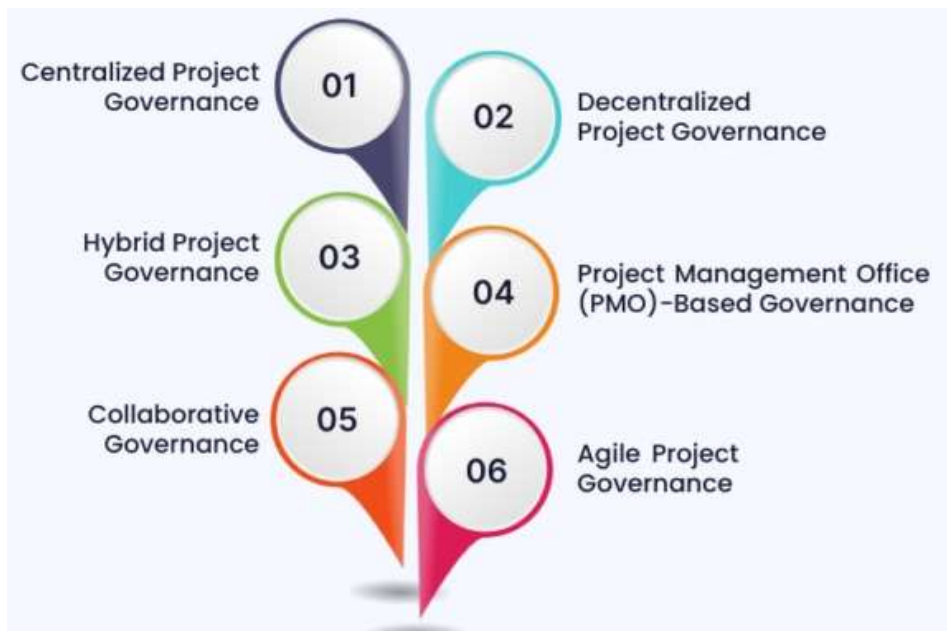 01
Centralized Project
Governance
02
Decentralized
Project Governance
03
Hybrid Project
Governance
04
Project Management Office
(PMO)-Based Governance
05
Collaborative
Governance
06
Agile Project
Governance